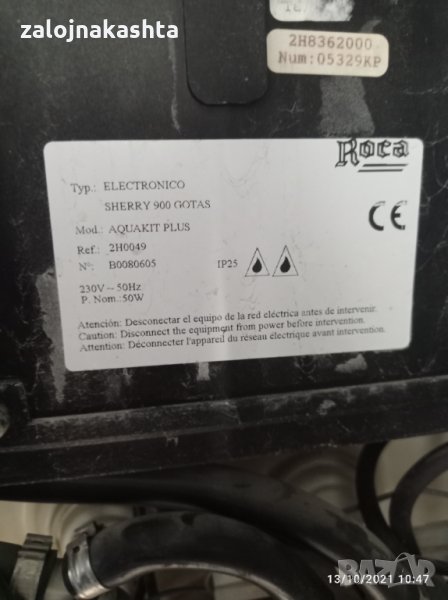 zalojnakashta
2H8362000
Num:05329KP
Roca
Typ.: ELECTRONICO
SHERRY 900 GOTAS
Mod.: AQUAKIT PLUS
Ref.: 2H0049
Nº: B0080605 IP25
CE
230V ~ 50Hz
P. Nom.:50W
Atención: Desconectar el equipo de la red eléctrica antes de intervenir.
Caution: Disconnect the equipment from power before intervention.
Attention: Déconnecter l'appareil du réseau électrique avant intervention.
BAZAR
13/10/2021 10:47